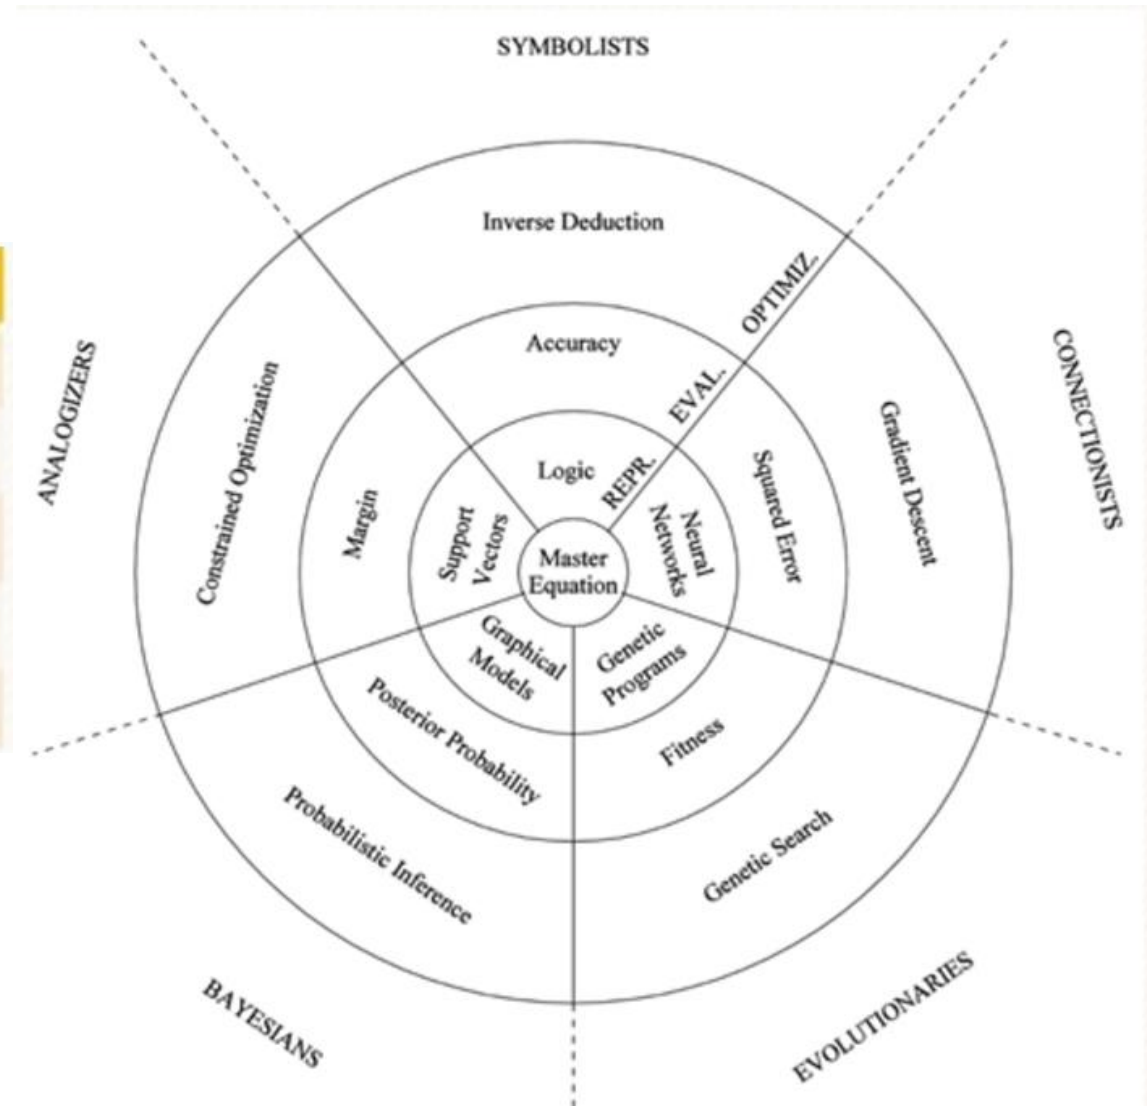 SYMBOLISTS
Inverse Deduction
OPTIMIZ.
Accuracy
EVAL.
Logic
REPR.
ANALOGIZERS
Constrained Optimization
Margin
Support
Vectors
Master
Equation
Neural
Networks
Squared Error
Gradient Descent
CONNECTIONISTS
Graphical
Models
Genetic
Programs
Posterior Probability
Fitness
Probabilistic Inference
Genetic Search
BAYESIANS
EVOLUTIONARIES